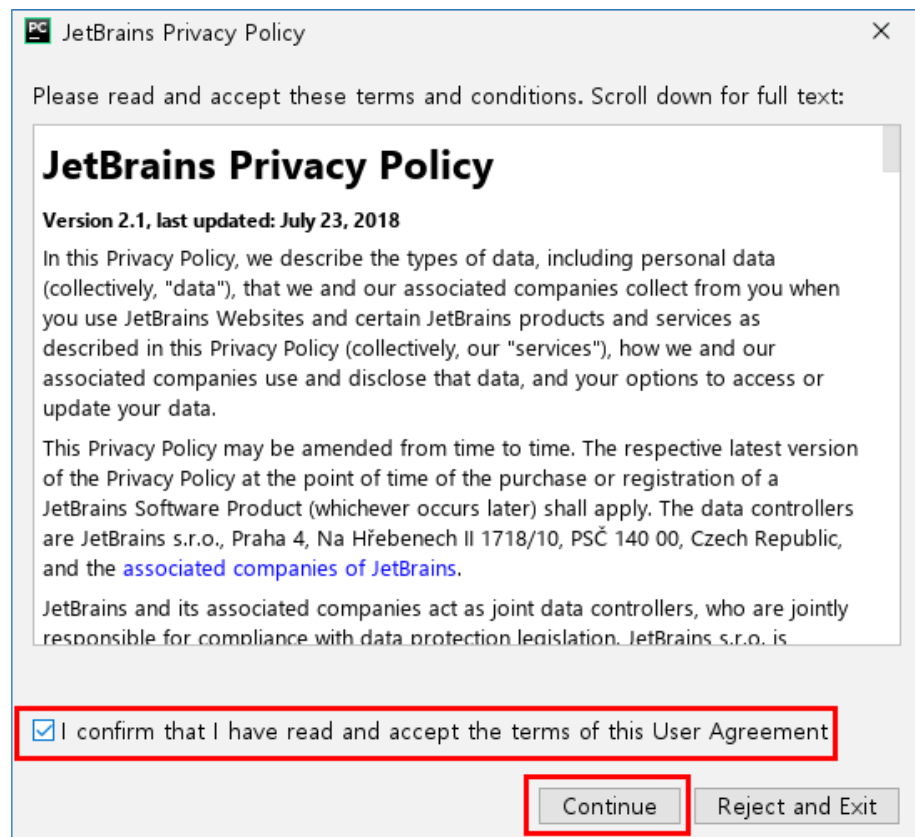 PC JetBrains Privacy Policy
Please read and accept these terms and conditions. Scroll down for full text:
JetBrains Privacy Policy
Version 2.1, last updated: July 23, 2018
In this Privacy Policy, we describe the types of data, including personal data
(collectively, "data"), that we and our associated companies collect from you when
you use JetBrains Websites and certain JetBrains products and services as
described in this Privacy Policy (collectively, our "services"), how we and our
associated companies use and disclose that data, and your options to access or
update your data.
This Privacy Policy may be amended from time to time. The respective latest version
of the Privacy Policy at the point of time of the purchase or registration of a
JetBrains Software Product (whichever occurs later) shall apply. The data controllers
are JetBrains s.r.o., Praha 4, Na Hřebenech II 1718/10, PSČ 140 00, Czech Republic,
and the associated companies of JetBrains.
JetBrains and its associated companies act as joint data controllers, who are jointly
responsible for compliance with data protection legislation. JetBrains s.r.o. is
I confirm that I have read and accept the terms of this User Agreement
Continue Reject and Exit